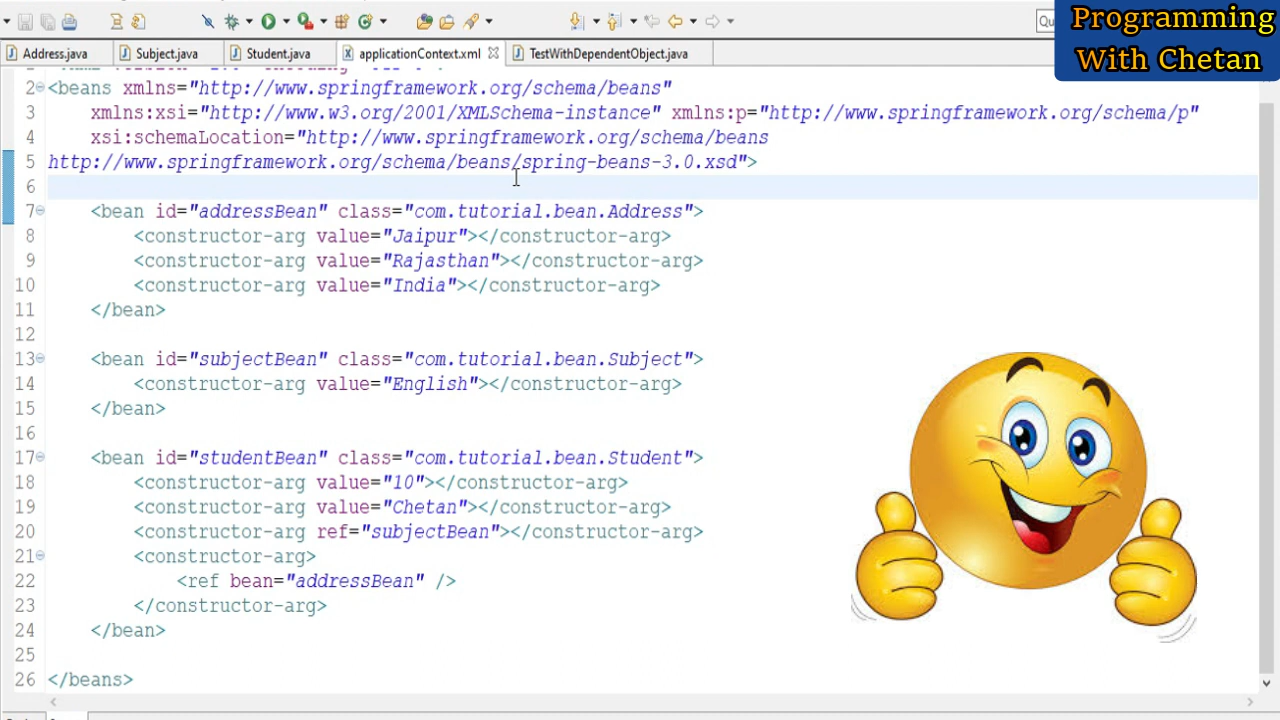 Programming
With Chetan
Address.java
Subject.java
Student.java
applicationContext.xml
TestWithDependentObject.java
2 <beans xmlns="http://www.springframework.org/schema/beans"
3 xmlns:xsi="http://www.w3.org/2001/XMLSchema-instance" xmlns:p="http://www.springframework.org/schema/p"
4 xsi:schemaLocation="http://www.springframework.org/schema/beans
5 http://www.springframework.org/schema/beans/spring-beans-3.0.xsd">
6
7 <bean id="addressBean" class="com.tutorial.bean.Address">
8 <constructor-arg value="Jaipur"></constructor-arg>
9 <constructor-arg value="Rajasthan"></constructor-arg>
10 <constructor-arg value="India"></constructor-arg>
11 </bean>
12
13 <bean id="subjectBean" class="com.tutorial.bean.Subject">
14 <constructor-arg value="English"></constructor-arg>
15 </bean>
16
17 <bean id="studentBean" class="com.tutorial.bean.Student">
18 <constructor-arg value="10"></constructor-arg>
19 <constructor-arg value="Chetan"></constructor-arg>
20 <constructor-arg ref="subjectBean"></constructor-arg>
21 <constructor-arg>
22 <ref bean="addressBean" />
23 </constructor-arg>
24 </bean>
25
26 </beans>